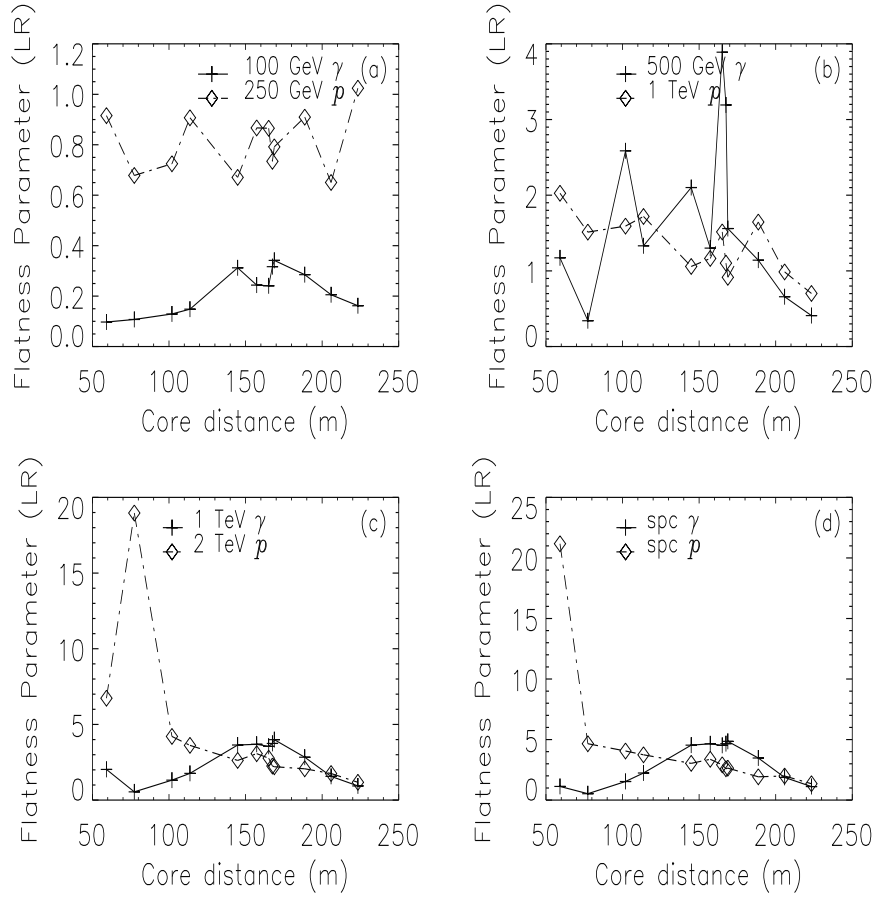 1.2
1.0
0.8
0.6
0.4
0.2
0.0
Flatness Parameter (LR)
100 GeV γ
250 GeV p
(a)
50 100 150 200 250
Core distance (m)
4
3
2
1
0
Flatness Parameter (LR)
500 GeV γ
1 TeV p
(b)
50 100 150 200 250
Core distance (m)
20
15
10
5
0
Flatness Parameter (LR)
1 TeV γ
2 TeV p
(c)
50 100 150 200 250
Core distance (m)
25
20
15
10
5
0
Flatness Parameter (LR)
spc γ
spc p
(d)
50 100 150 200 250
Core distance (m)